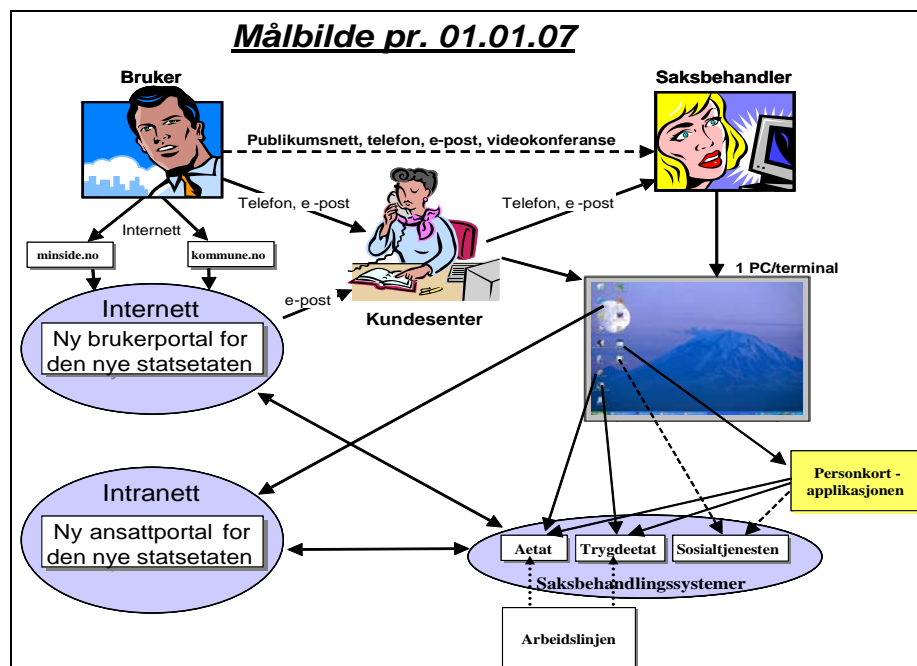 Målbilde pr. 01.01.07
Bruker
Saksbehandler
Publikumsnett, telefon, e-post, videokonferanse
Telefon, e -post
Telefon, e -post
Internett
minside.no
kommune.no
1 PC/terminal
e-post
Kundesenter
Internett
Ny brukerportal for
den nye statsetaten
Personkort -
applikasjonen
Intranett
Ny ansattportal for
den nye statsetaten
Aetat
Trygdeetat
Sosialtjenesten
Saksbehandlingssystemer
Arbeidslinjen